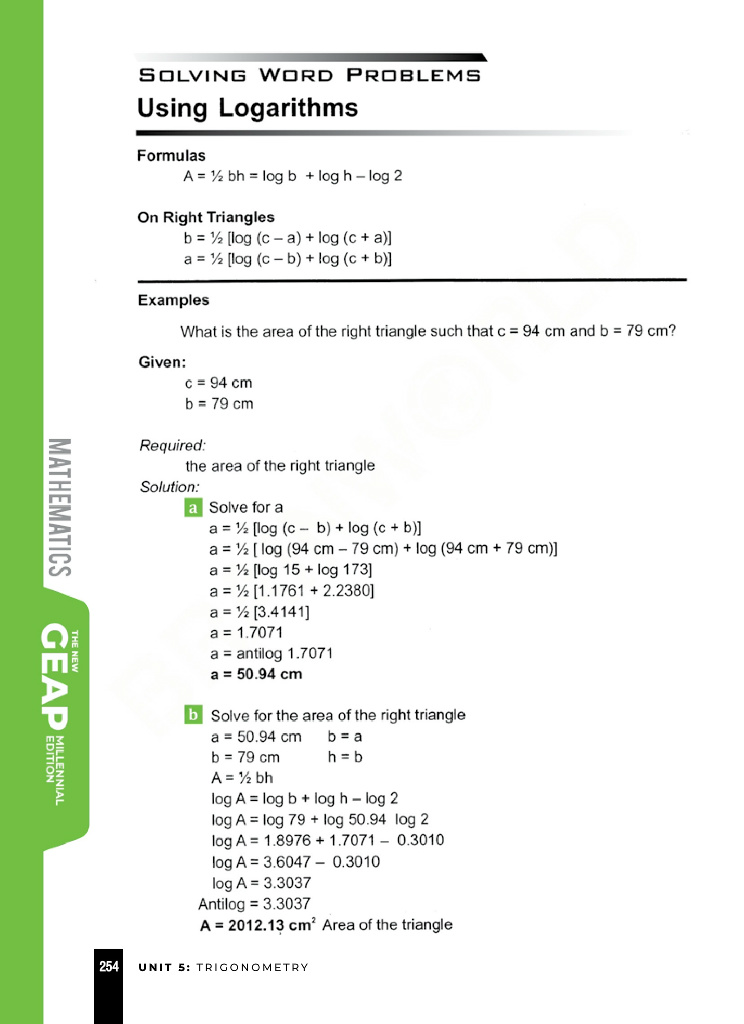 SOLVING WORD PROBLEMS
Using Logarithms
Formulas
A = ½ bh = log b + log h – log 2
On Right Triangles
b = ½ [log (c – a) + log (c + a)]
a = ½ [log (c – b) + log (c + b)]
Examples
What is the area of the right triangle such that c = 94 cm and b = 79 cm?
Given:
c = 94 cm
b = 79 cm
Required:
the area of the right triangle
Solution:
a Solve for a
a = ½ [log (c – b) + log (c + b)]
a = ½ [ log (94 cm – 79 cm) + log (94 cm + 79 cm)]
a = ½ [log 15 + log 173]
a = ½ [1.1761 + 2.2380]
a = ½ [3.4141]
a = 1.7071
a = antilog 1.7071
a = 50.94 cm
b Solve for the area of the right triangle
a = 50.94 cm b = a
b = 79 cm h = b
A = ½ bh
log A = log b + log h – log 2
log A = log 79 + log 50.94 log 2
log A = 1.8976 + 1.7071 – 0.3010
log A = 3.6047 – 0.3010
log A = 3.3037
Antilog = 3.3037
A = 2012.13 cm² Area of the triangle
MATHEMATICS
THE NEW
GEAP
MILLENNIAL
EDITION
254 UNIT 5: TRIGONOMETRY